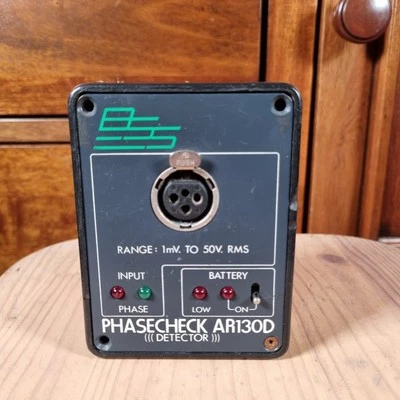 BSS
PUSH
RANGE: 1mV. TO 50V. RMS
INPUT
BATTERY
PHASE
LOW
ON
PHASECHECK AR130D
((( DETECTOR )))